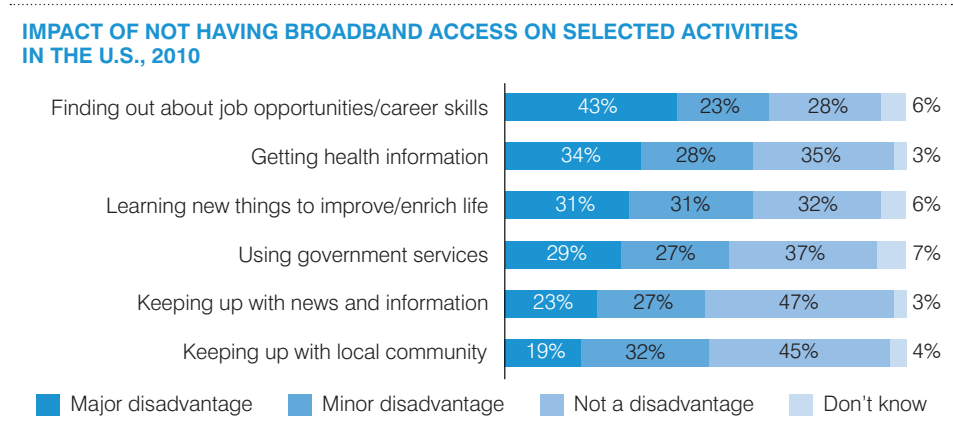 IMPACT OF NOT HAVING BROADBAND ACCESS ON SELECTED ACTIVITIES
IN THE U.S., 2010
Finding out about job opportunities/career skills 43% 23% 28% 6%
Getting health information 34% 28% 35% 3%
Learning new things to improve/enrich life 31% 31% 32% 6%
Using government services 29% 27% 37% 7%
Keeping up with news and information 23% 27% 47% 3%
Keeping up with local community 19% 32% 45% 4%
Major disadvantage Minor disadvantage Not a disadvantage Don't know